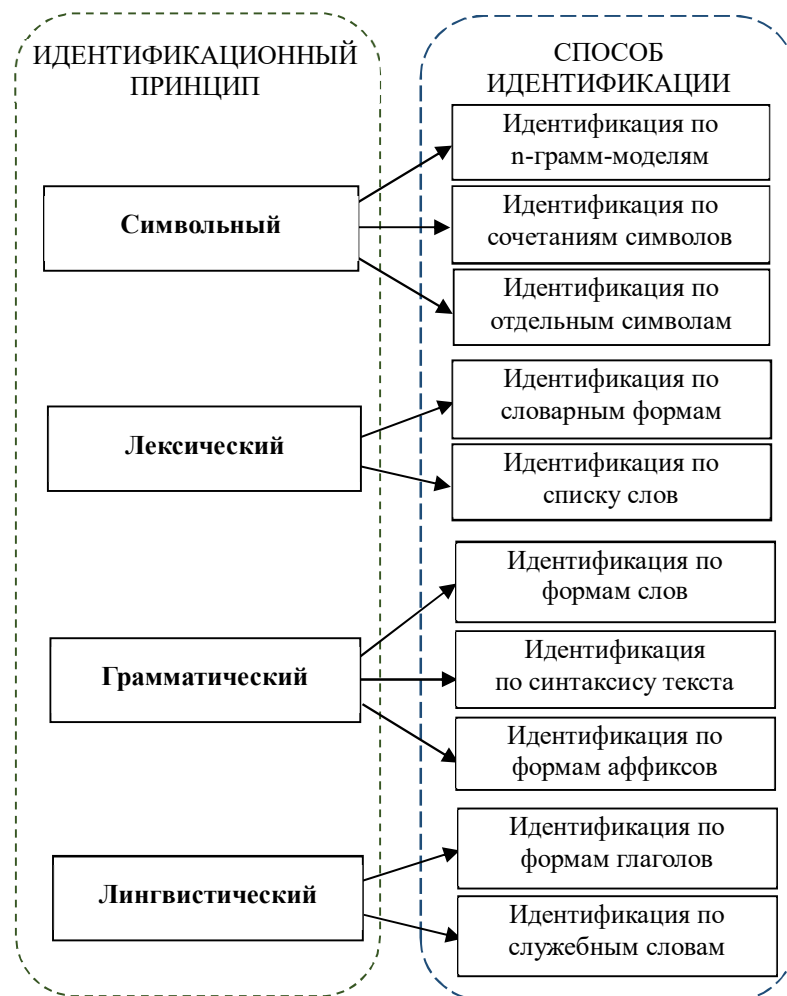 ИДЕНТИФИКАЦИОННЫЙ
ПРИНЦИП
СПОСОБ
ИДЕНТИФИКАЦИИ
Символьный
Идентификация по
n-грамм-моделям
Идентификация по
сочетаниям символов
Идентификация по
отдельным символам
Лексический
Идентификация по
словарным формам
Идентификация по
списку слов
Грамматический
Идентификация по
формам слов
Идентификация
по синтаксису текста
Идентификация по
формам аффиксов
Лингвистический
Идентификация по
формам глаголов
Идентификация по
служебным словам